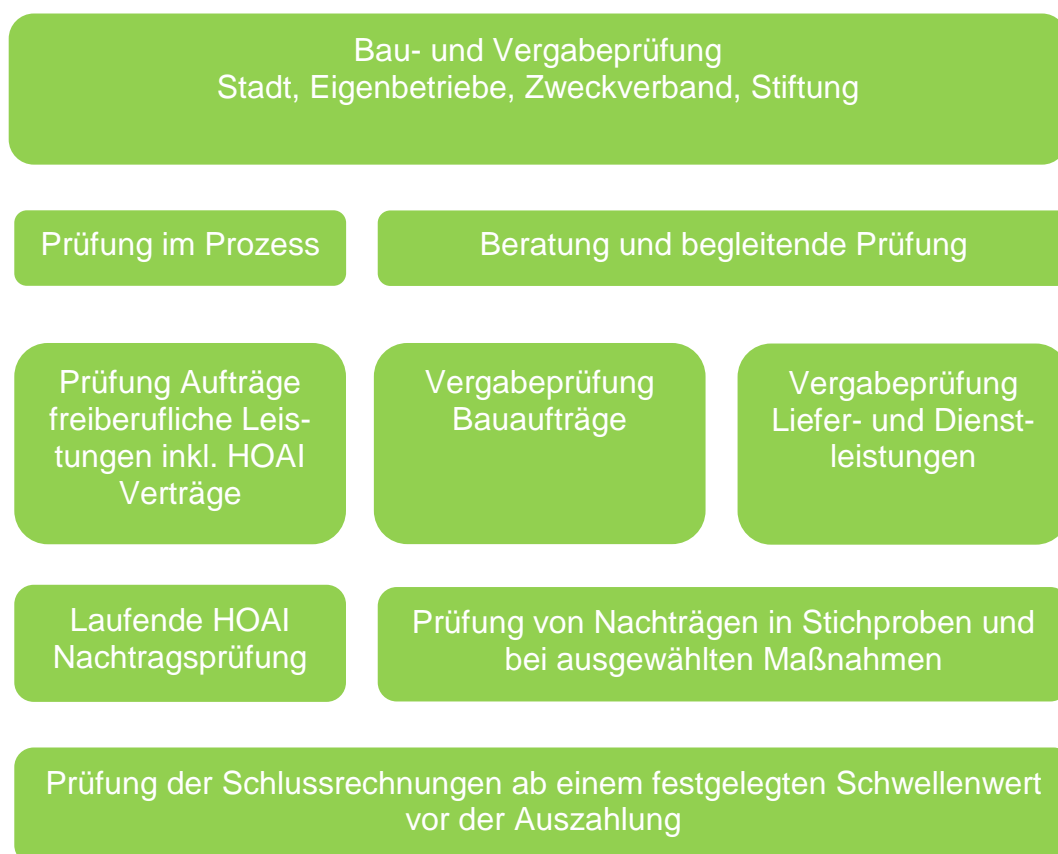 Bau- und Vergabeprüfung
Stadt, Eigenbetriebe, Zweckverband, Stiftung
Prüfung im Prozess
Beratung und begleitende Prüfung
Prüfung Aufträge
freiberufliche Leis-
tungen inkl. HOAI
Verträge
Vergabeprüfung
Bauaufträge
Vergabeprüfung
Liefer- und Dienst-
leistungen
Laufende HOAI
Nachtragsprüfung
Prüfung von Nachträgen in Stichproben und
bei ausgewählten Maßnahmen
Prüfung der Schlussrechnungen ab einem festgelegten Schwellenwert
vor der Auszahlung